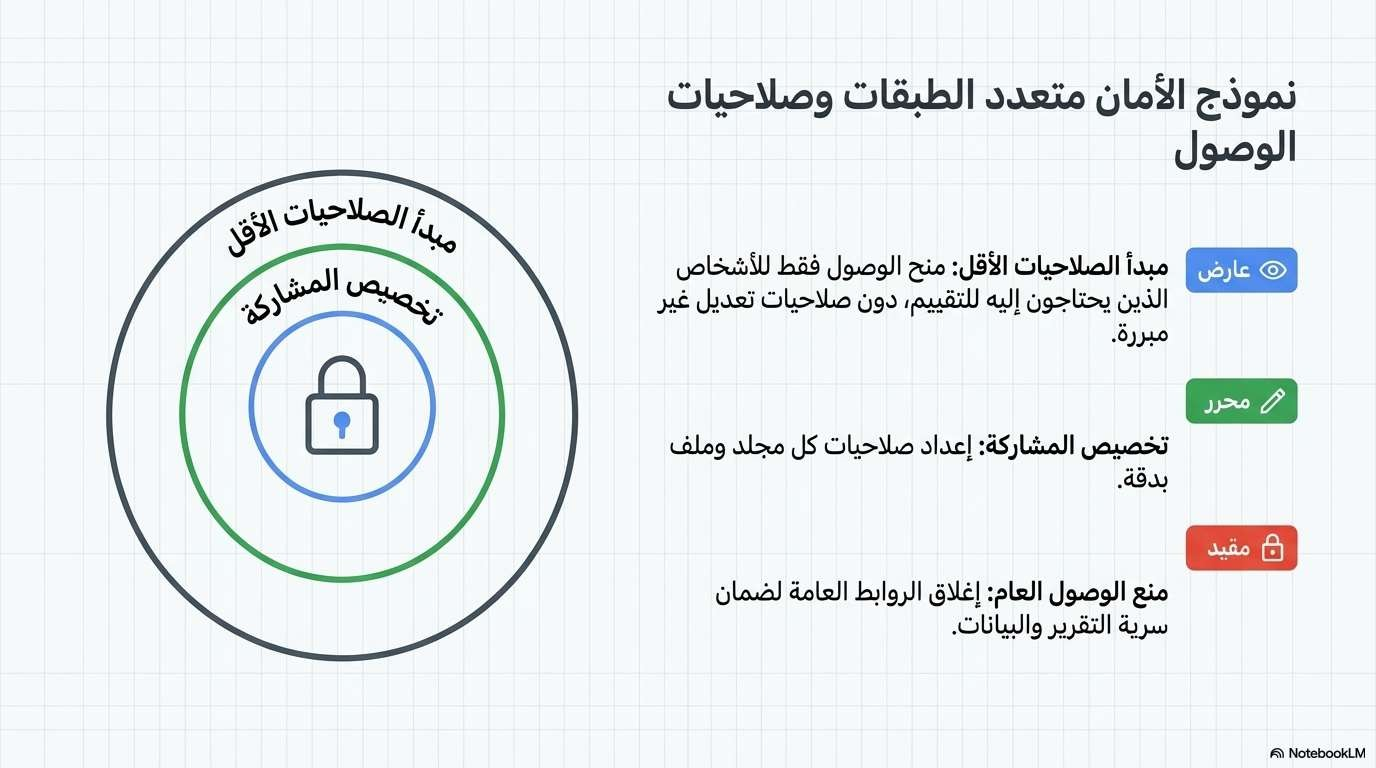 نموذج الأمان متعدد الطبقات وصلاحيات
الوصول
عارض
مبدأ الصلاحيات الأقل: منح الوصول فقط للأشخاص
الذين يحتاجون إليه للتقييم، دون صلاحيات تعديل غير
مبررة.
محرر
تخصيص المشاركة: إعداد صلاحيات كل مجلد وملف
بدقة.
مقيد
منع الوصول العام: إغلاق الروابط العامة لضمان
سرية التقرير والبيانات.
مبدأ الصلاحيات الأقل
تخصيص المشاركة
NotebookLM